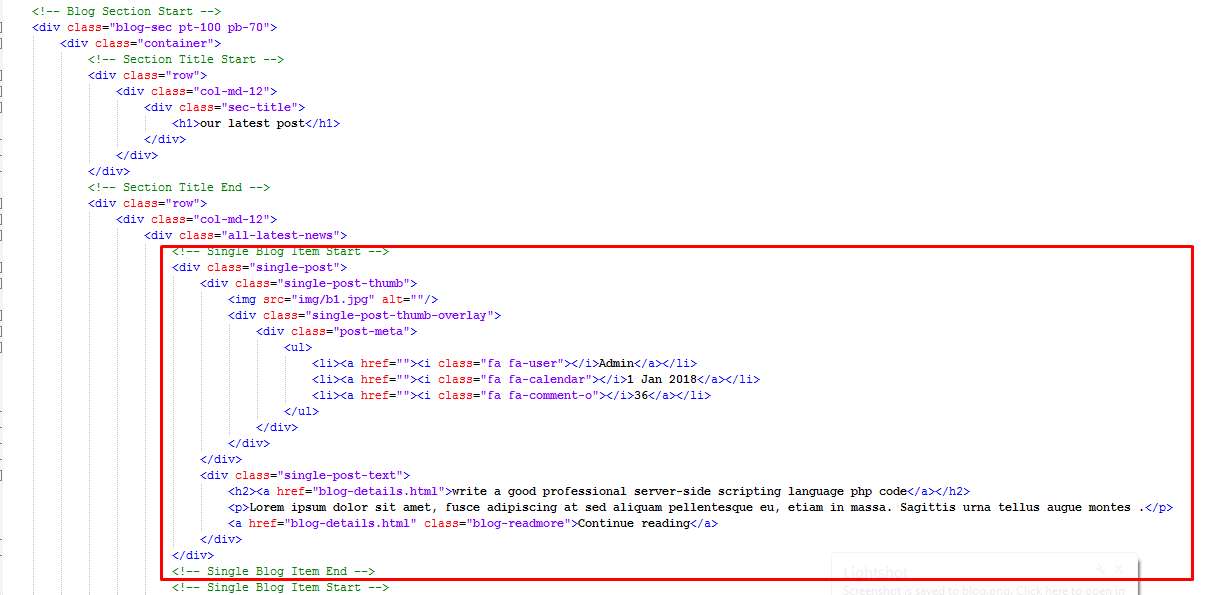 <!-- Blog Section Start -->
<div class="blog-sec pt-100 pb-70">
<div class="container">
<!-- Section Title Start -->
<div class="row">
<div class="col-md-12">
<div class="sec-title">
<h1>our latest post</h1>
</div>
</div>
</div>
<!-- Section Title End -->
<div class="row">
<div class="col-md-12">
<div class="all-latest-news">
<!-- Single Blog Item Start -->
<div class="single-post">
<div class="single-post-thumb">
<img src="img/b1.jpg" alt=""/>
<div class="single-post-thumb-overlay">
<div class="post-meta">
<ul>
<li><a href=""><i class="fa fa-user"></i>Admin</a></li>
<li><a href=""><i class="fa fa-calendar"></i>1 Jan 2018</a></li>
<li><a href=""><i class="fa fa-comment-o"></i>36</a></li>
</ul>
</div>
</div>
</div>
<div class="single-post-text">
<h2><a href="blog-details.html">write a good professional server-side scripting language php code</a></h2>
<p>Lorem ipsum dolor sit amet, fusce adipiscing at sed aliquam pellentesque eu, etiam in massa. Sagittis urna tellus augue montes .</p>
<a href="blog-details.html" class="blog-readmore">Continue reading</a>
</div>
</div>
<!-- Single Blog Item End -->
Lightshot
<!-- Single Blog Item Start -->
Screenshot is saved to blog.png. Click here to open in